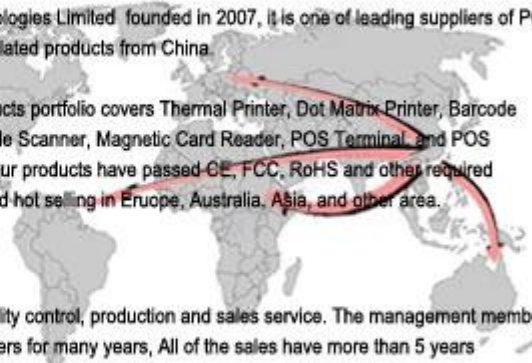 ologies Limited founded in 2007, it is one of leading suppliers of P
lated products from China.
cts portfolio covers Thermal Printer, Dot Matrix Printer, Barcode
le Scanner, Magnetic Card Reader, POS Terminal, and POS
ur products have passed CE, FCC, RoHS and other required
d hot selling in Eruope, Australia, Asia, and other area.
lity control, production and sales service. The management memb
ers for many years, All of the sales have more than 5 years